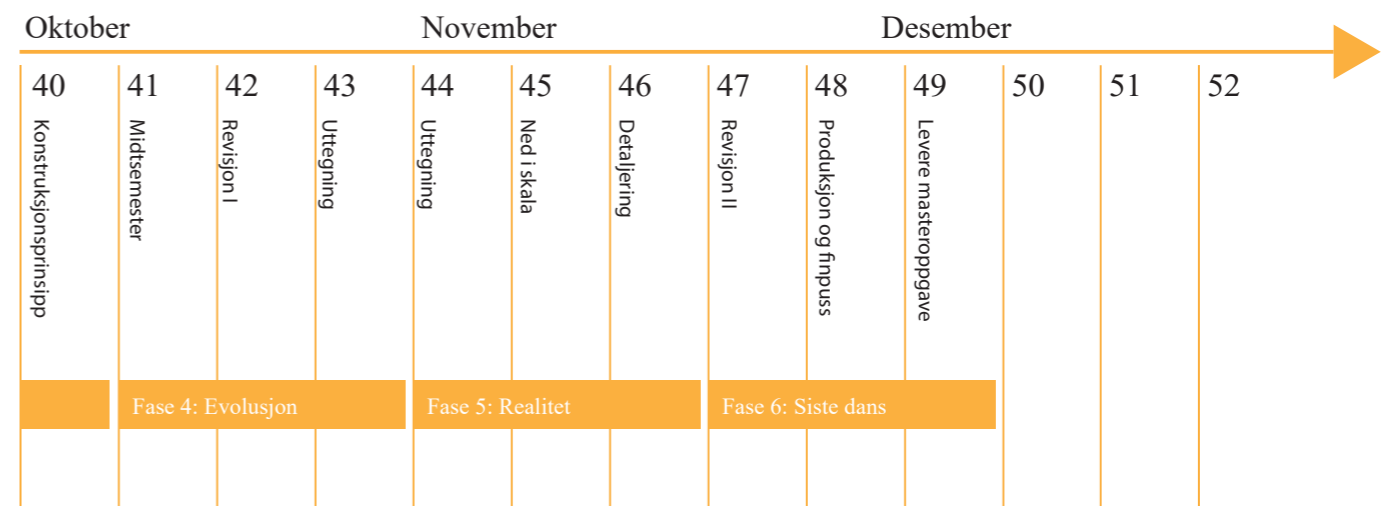 Oktober
November
Desember
40
41
42
43
44
45
46
47
48
49
50
51
52
Konstruksjonsprinsipp
Midtsemester
Revisjon I
Uttegning
Uttegning
Ned i skala
Detaljering
Revisjon II
Produksjon og finpuss
Levere masteroppgave
Fase 4: Evolusjon
Fase 5: Realitet
Fase 6: Siste dans